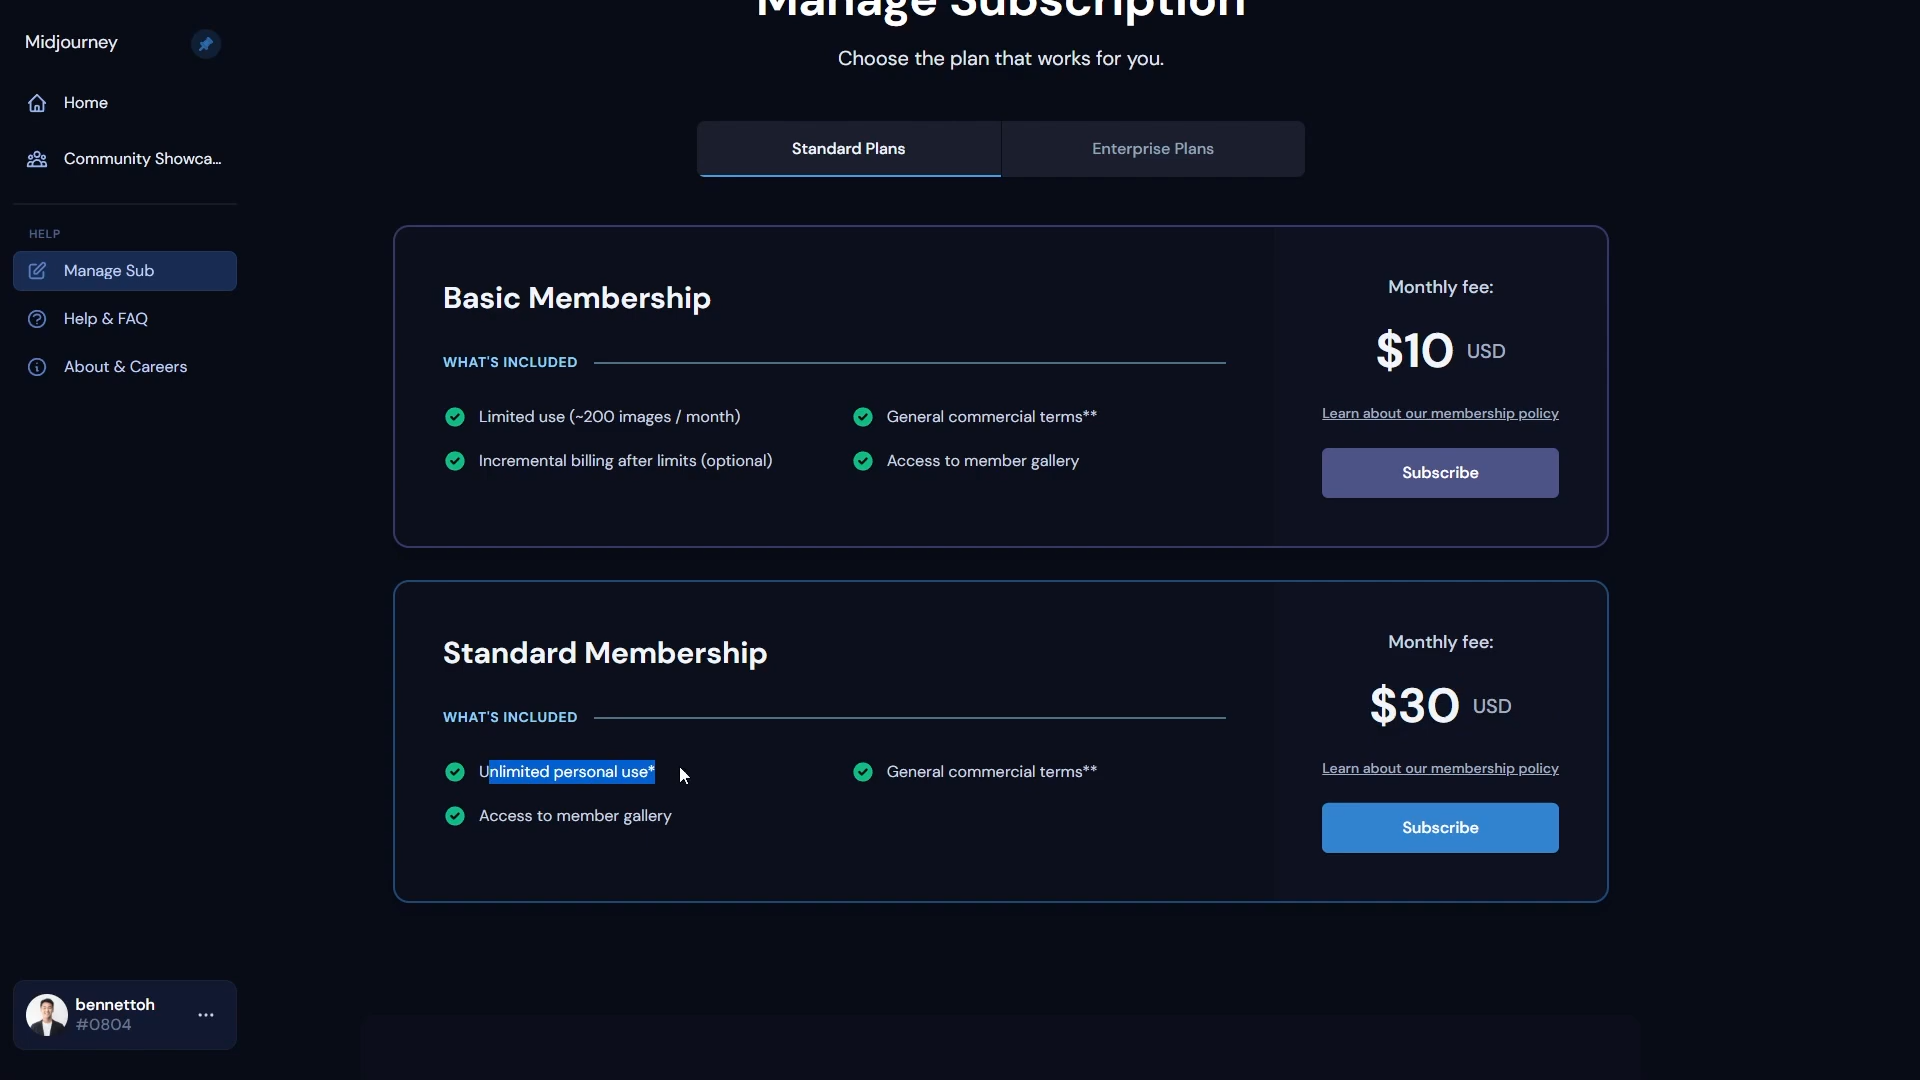 Manage Subscription
Midjourney
Choose the plan that works for you.
Home
Community Showca...
Standard Plans
Enterprise Plans
HELP
Manage Sub
Help & FAQ
About & Careers
Basic Membership
WHAT'S INCLUDED
Limited use (~200 images / month)
General commercial terms**
Incremental billing after limits (optional)
Access to member gallery
Monthly fee:
$10 USD
Learn about our membership policy
Subscribe
Standard Membership
WHAT'S INCLUDED
Unlimited personal use*
General commercial terms**
Access to member gallery
Monthly fee:
$30 USD
Learn about our membership policy
Subscribe
bennettoh
#0804